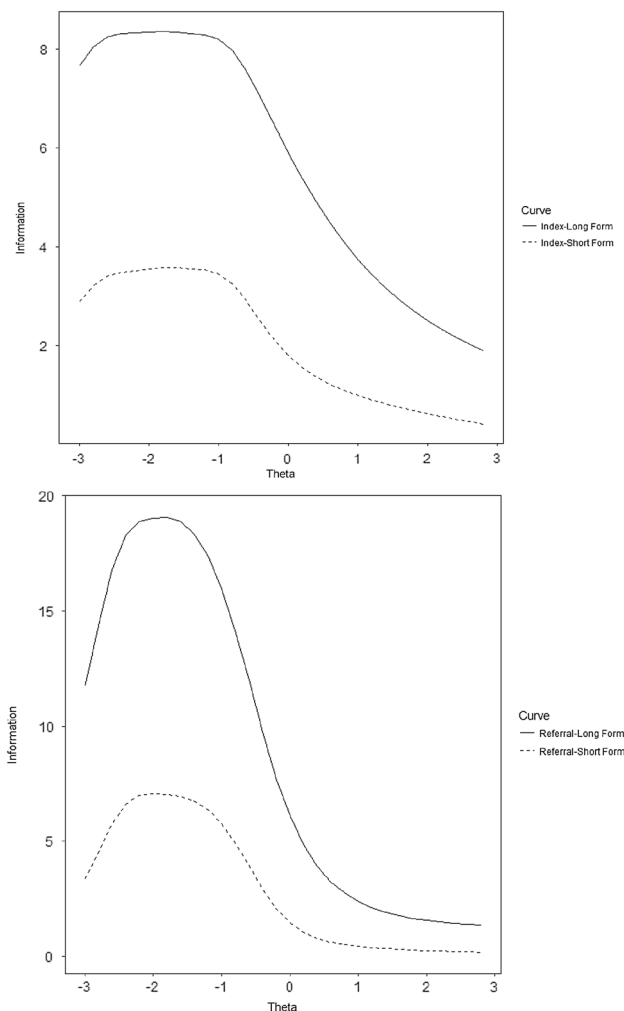 8
6
4
2
Information
-3 -2 -1 0 1 2 3
Theta
Curve
Index-Long Form
Index-Short Form
20
15
10
5
0
Information
-3 -2 -1 0 1 2 3
Theta
Curve
Referral-Long Form
Referral-Short Form